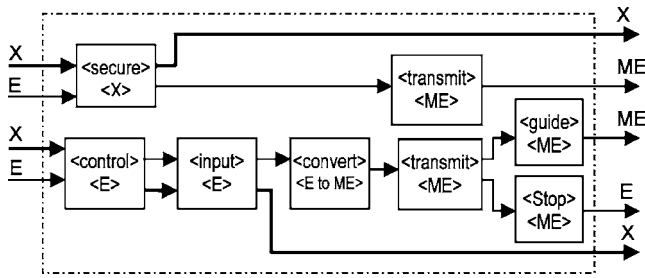 X
X
<secure>
<X>
E
<transmit>
<ME>
ME
X
E
<control>
<E>
<input>
<E>
<convert>
<E to ME>
<transmit>
<ME>
<guide>
<ME>
ME
<Stop>
<ME>
E
X